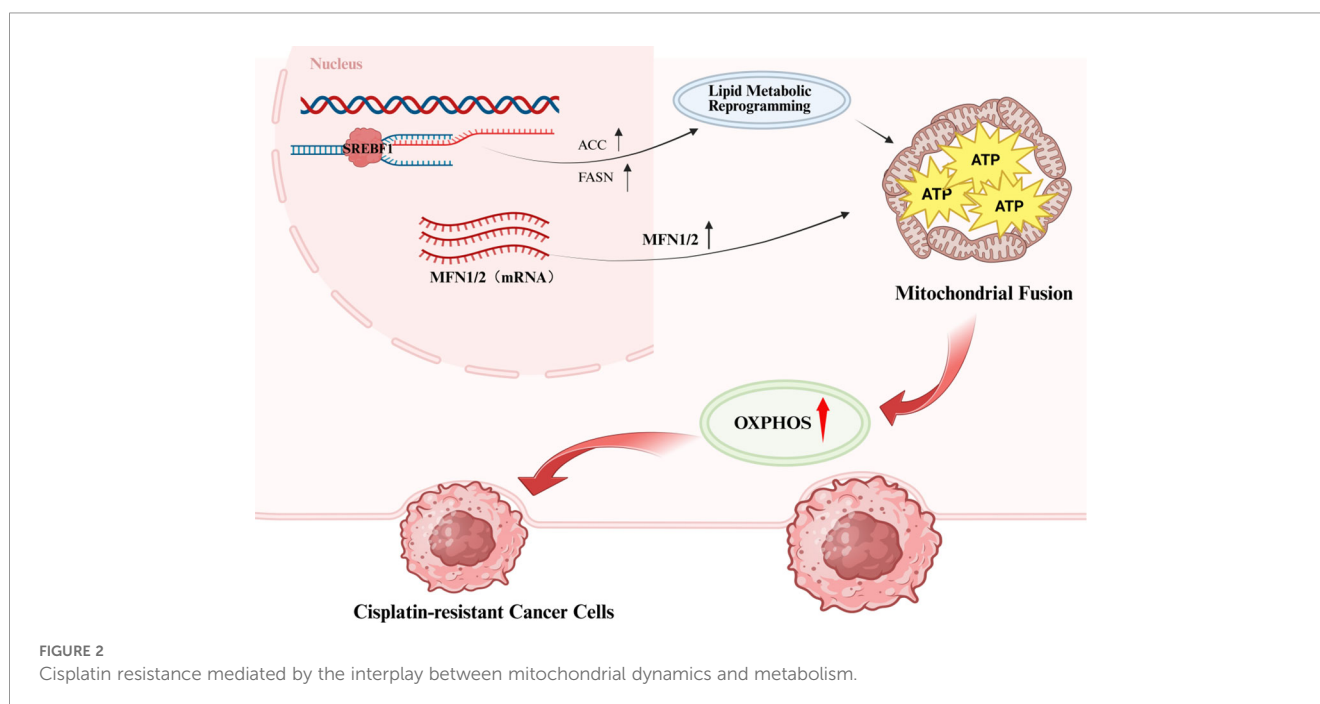 Nucleus
Lipid Metabolic
Reprogramming
SREBF1
ACC
FASN
ATP
ATP
ATP
MFN1/2
MFN1/2（mRNA）
Mitochondrial Fusion
OXPHOS
Cisplatin-resistant Cancer Cells
FIGURE 2
Cisplatin resistance mediated by the interplay between mitochondrial dynamics and metabolism.